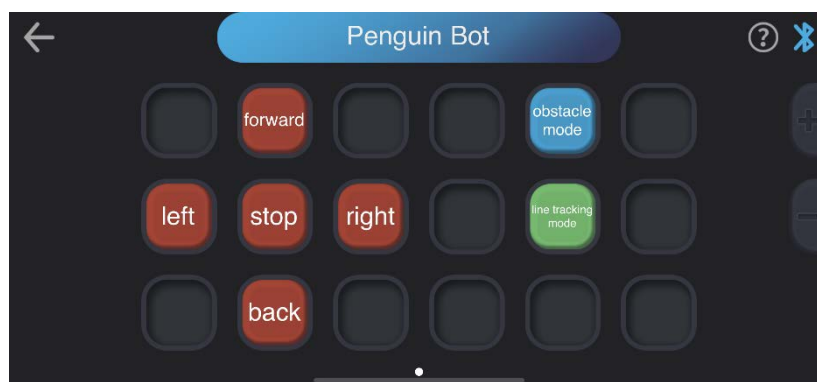 Penguin Bot
forward
obstacle
mode
left
stop
right
line tracking
mode
back